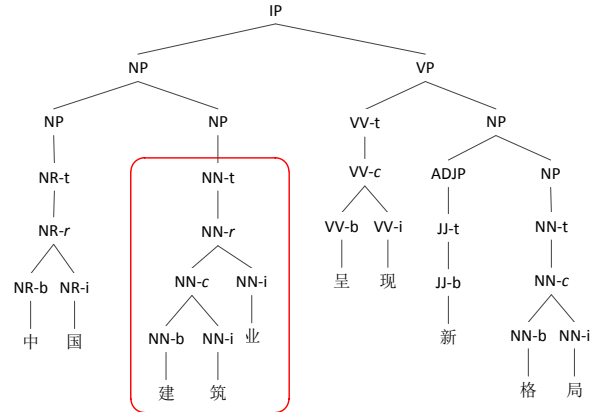 IP
NP VP
NP NP VV-t NP
NR-t NN-t VV-c ADJP NP
NR-r NN-r VV-b VV-i JJ-t NN-t
NR-b NR-i NN-c NN-i 呈 现 JJ-b NN-c
中 国 NN-b NN-i 业 新 NN-b NN-i
建 筑 格 局